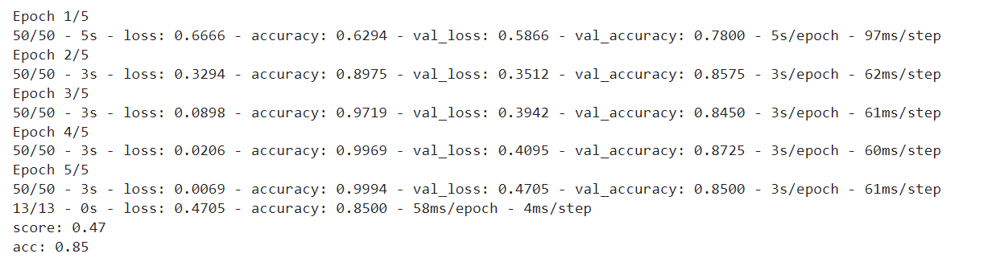 Epoch 1/5
50/50 - 5s - loss: 0.6666 - accuracy: 0.6294 - val_loss: 0.5866 - val_accuracy: 0.7800 - 5s/epoch - 97ms/step
Epoch 2/5
50/50 - 3s - loss: 0.3294 - accuracy: 0.8975 - val_loss: 0.3512 - val_accuracy: 0.8575 - 3s/epoch - 62ms/step
Epoch 3/5
50/50 - 3s - loss: 0.0898 - accuracy: 0.9719 - val_loss: 0.3942 - val_accuracy: 0.8450 - 3s/epoch - 61ms/step
Epoch 4/5
50/50 - 3s - loss: 0.0206 - accuracy: 0.9969 - val_loss: 0.4095 - val_accuracy: 0.8725 - 3s/epoch - 60ms/step
Epoch 5/5
50/50 - 3s - loss: 0.0069 - accuracy: 0.9994 - val_loss: 0.4705 - val_accuracy: 0.8500 - 3s/epoch - 61ms/step
13/13 - 0s - loss: 0.4705 - accuracy: 0.8500 - 58ms/epoch - 4ms/step
score: 0.47
acc: 0.85